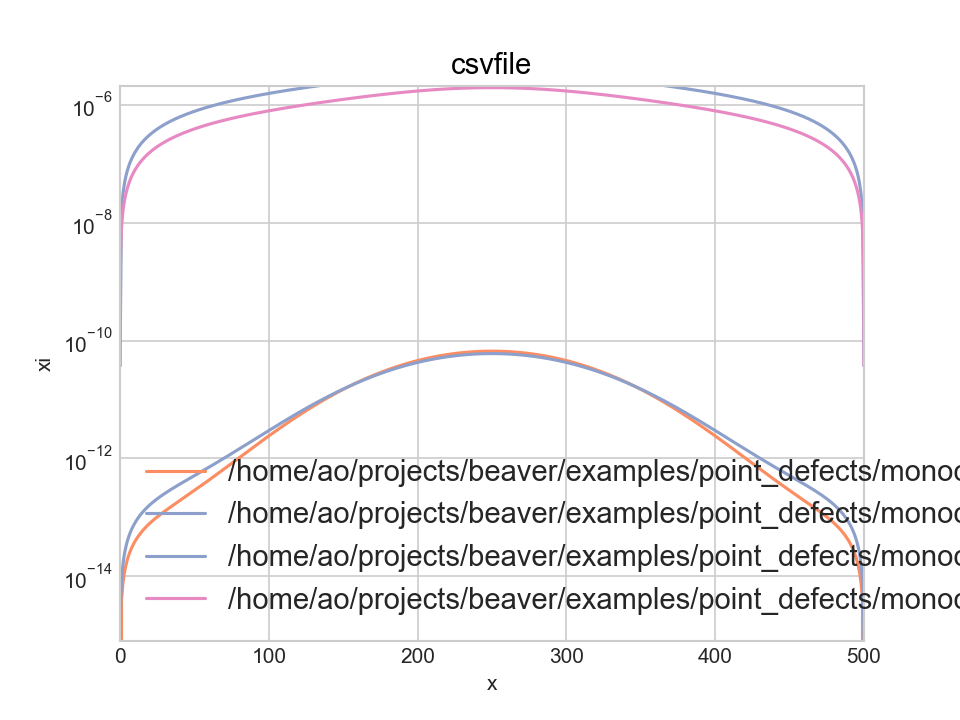 csvfile
10⁻⁶
10⁻⁸
10⁻¹⁰
xi
10⁻¹²
/home/ao/projects/beaver/examples/point_defects/monoc
/home/ao/projects/beaver/examples/point_defects/monoc
/home/ao/projects/beaver/examples/point_defects/monoc
10⁻¹⁴
/home/ao/projects/beaver/examples/point_defects/monoc
0 100 200 300 400 500
x